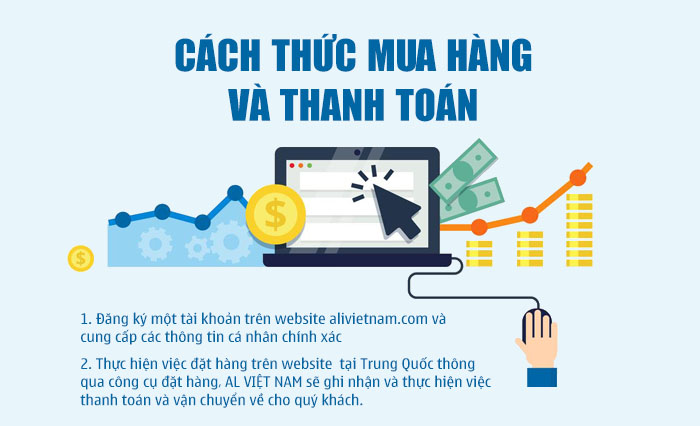 CÁCH THỨC MUA HÀNG
VÀ THANH TOÁN
$
$
1. Đăng ký một tài khoản trên website alivietnam.com và
cung cấp các thông tin cá nhân chính xác
2. Thực hiện việc đặt hàng trên website tại Trung Quốc thông
qua công cụ đặt hàng, AL VIỆT NAM sẽ ghi nhận và thực hiện việc
thanh toán và vận chuyển về cho quý khách.